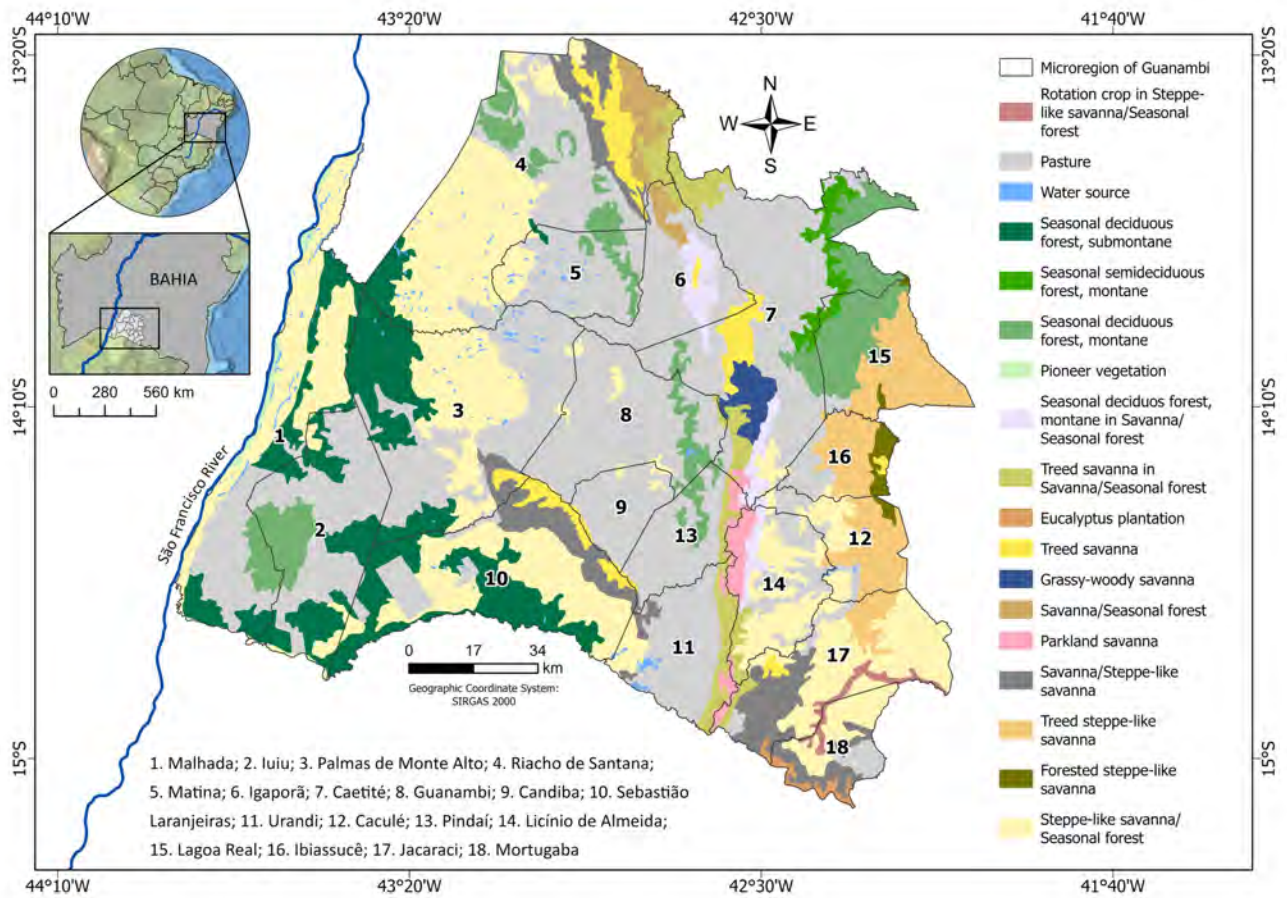 44°10'W 43°20'W 42°30'W 41°40'W
13°20'S 13°20'S
14°10'S 14°10'S
15°S 15°S
44°10'W 43°20'W 42°30'W 41°40'W
BAHIA
0 280 560 km
São Francisco River
N
W E
S
1
2
3
4
5
6
7
8
9
10
11
12
13
14
15
16
17
18
0 17 34
km
Geographic Coordinate System:
SIRGAS 2000
1. Malhada; 2. Iuiu; 3. Palmas de Monte Alto; 4. Riacho de Santana;
5. Matina; 6. Igaporã; 7. Caetité; 8. Guanambi; 9. Candiba; 10. Sebastião
Laranjeiras; 11. Urandi; 12. Caculé; 13. Pindaí; 14. Licínio de Almeida;
15. Lagoa Real; 16. Ibiassucê; 17. Jacaraci; 18. Mortugaba
Microregion of Guanambi
Rotation crop in Steppe-
like savanna/Seasonal
forest
Pasture
Water source
Seasonal deciduous
forest, submontane
Seasonal semideciduous
forest, montane
Seasonal deciduous
forest, montane
Pioneer vegetation
Seasonal deciduos forest,
montane in Savanna/
Seasonal forest
Treed savanna in
Savanna/Seasonal forest
Eucalyptus plantation
Treed savanna
Grassy-woody savanna
Savanna/Seasonal forest
Parkland savanna
Savanna/Steppe-like
savanna
Treed steppe-like
savanna
Forested steppe-like
savanna
Steppe-like savanna/
Seasonal forest